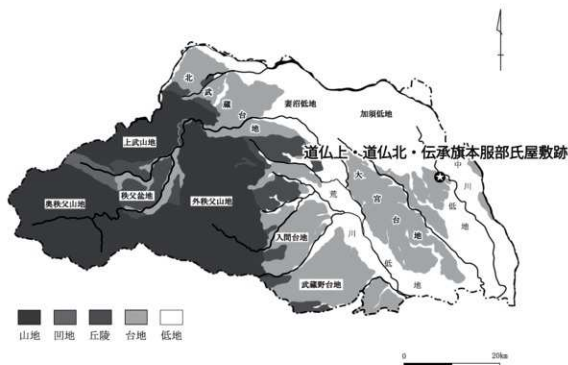 北武蔵台地
妻沼低地
加須低地
上武山地
道仏上・道仏北・伝承旗本服部氏屋敷跡
中川低地
大宮台地
荒川低地
秩父盆地
奥秩父山地
外秩父山地
入間台地
武蔵野台地
山地
凹地
丘陵
台地
低地
0
20km